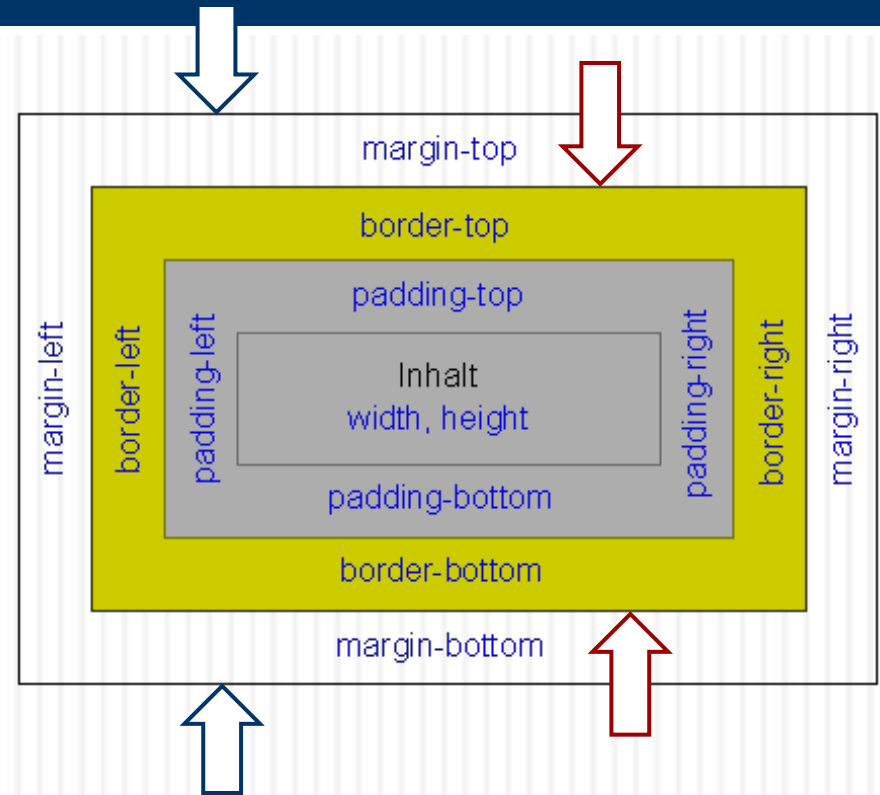 margin-top
border-top
padding-top
margin-left
border-left
padding-left
Inhalt
width, height
padding-right
border-right
margin-right
padding-bottom
border-bottom
margin-bottom